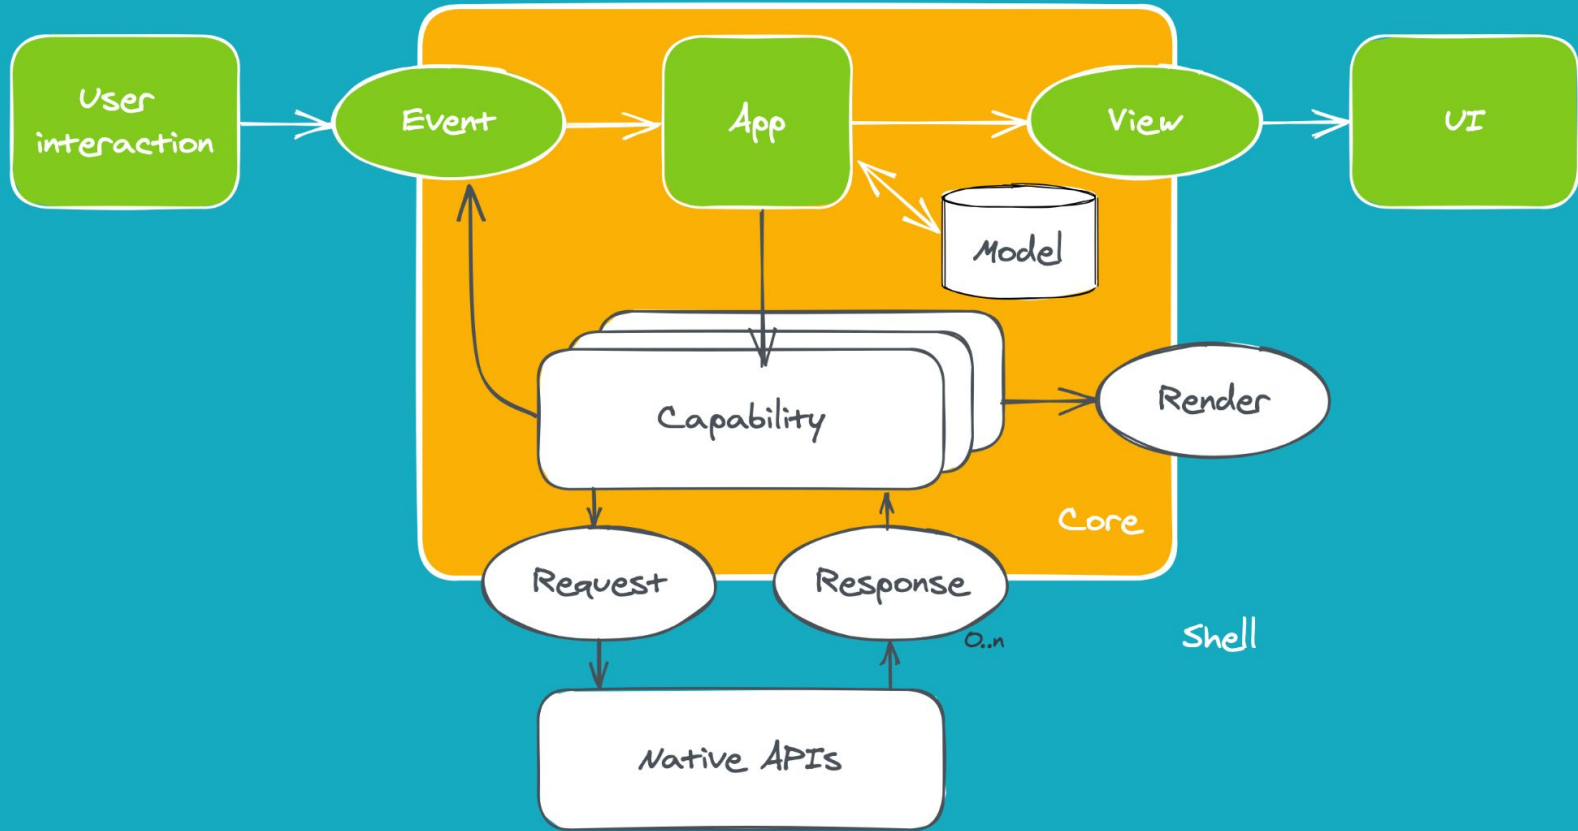 User
interaction
Event
App
View
UI
Model
Capability
Render
Core
Request
Response
0..n
Shell
Native APIs